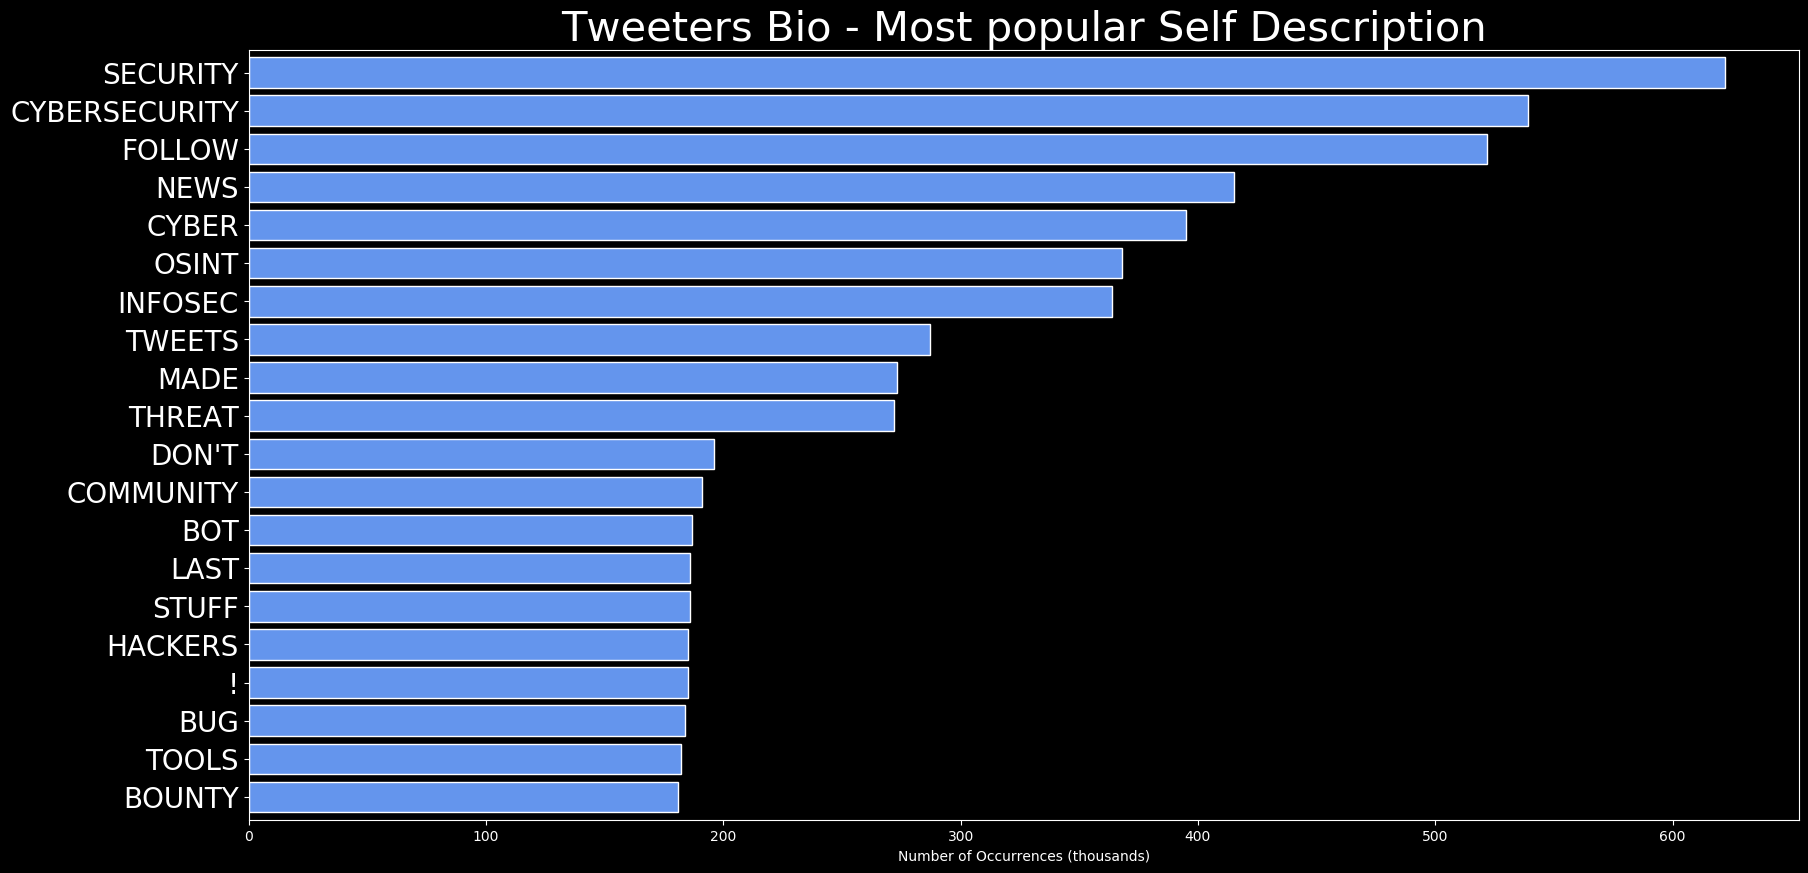 Tweeters Bio - Most popular Self Description
SECURITY
CYBERSECURITY
FOLLOW
NEWS
CYBER
OSINT
INFOSEC
TWEETS
MADE
THREAT
DON'T
COMMUNITY
BOT
LAST
STUFF
HACKERS
!
BUG
TOOLS
BOUNTY
0 100 200 300 400 500 600
Number of Occurrences (thousands)